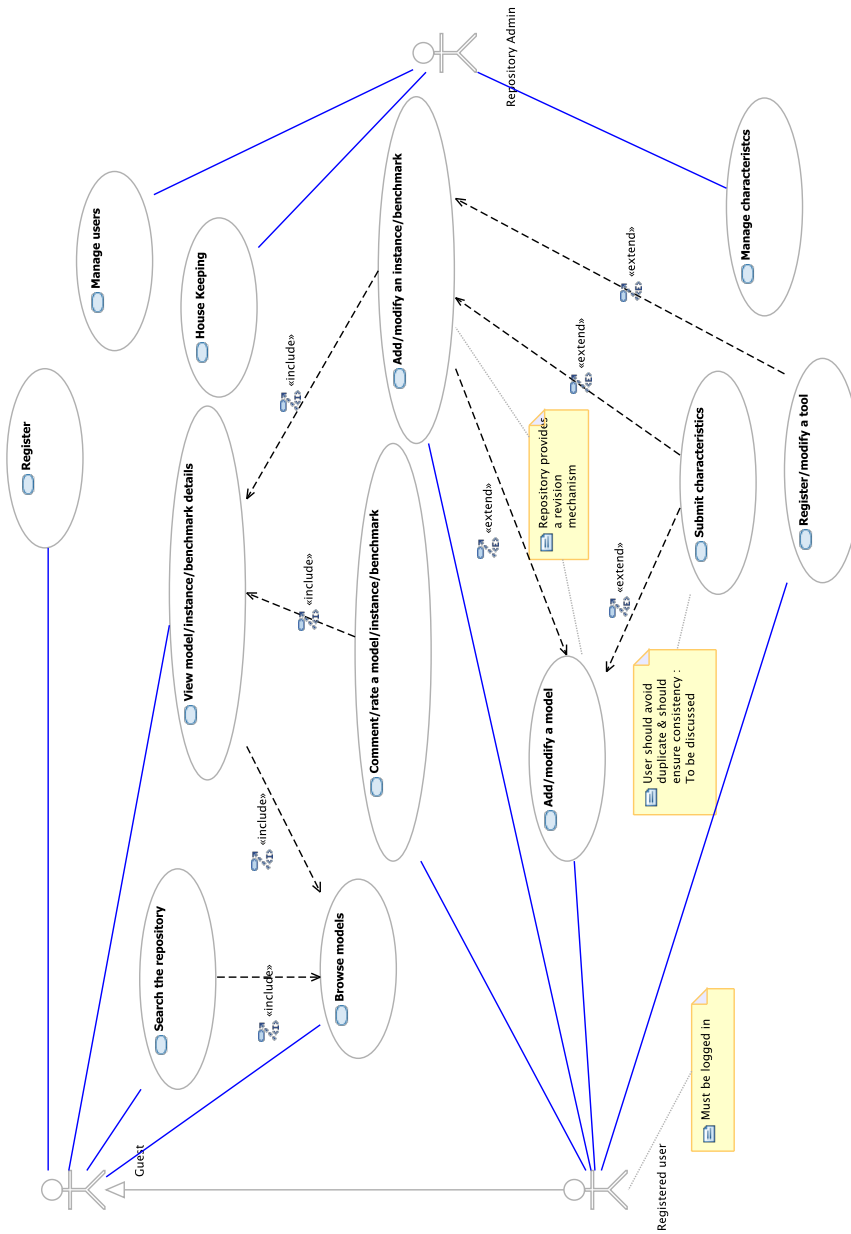 Register
Manage users
Guest
Search the repository
View model/instance/benchmark details
House Keeping
«include»
«include»
«include»
«include»
Browse models
Comment/rate a model/instance/benchmark
Add/modify an instance/benchmark
Repository Admin
«extend»
«extend»
«extend»
«extend»
Repository provides
a revision
mechanism
Add/modify a model
User should avoid
duplicate & should
ensure consistency :
To be discussed
Submit characteristics
Manage characteristcs
Register/modify a tool
Registered user
Must be logged in